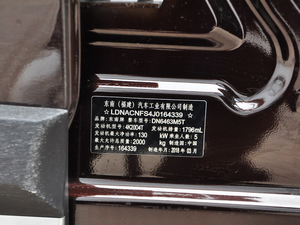 东南（福建）汽车工业有限公司制造
☆LDNACNFS4J0164339☆
品牌：东南牌 整车型号：DN6463M5T
发动机型号：4K2004T 发动机排量：1796mL
发动机最大净功率：130 kW 乘坐人数：5
最大允许总质量：2000 kg 制造国：中国
生产序号：164339 制造年月：2018年03月